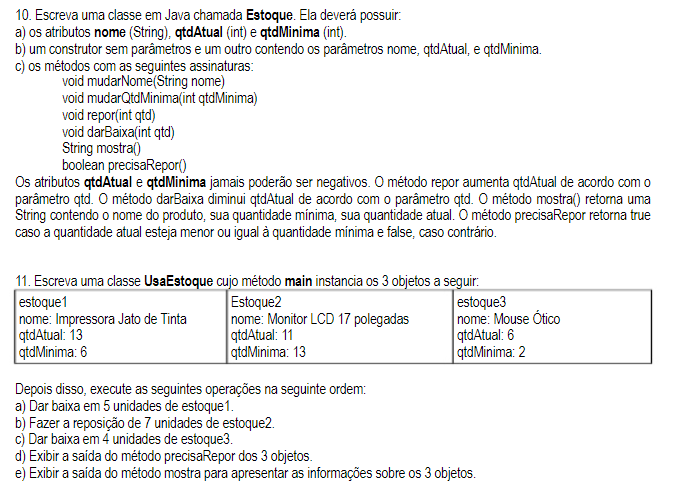 10. Escreva uma classe em Java chamada Estoque. Ela deverá possuir:
a) os atributos nome (String), qtdAtual (int) e qtdMinima (int).
b) um construtor sem parâmetros e um outro contendo os parâmetros nome, qtdAtual, e qtdMinima.
c) os métodos com as seguintes assinaturas:
void mudarNome(String nome)
void mudarQtdMinima(int qtdMinima)
void repor(int qtd)
void darBaixa(int qtd)
String mostra()
boolean precisaRepor()
Os atributos qtdAtual e qtdMinima jamais poderão ser negativos. O método repor aumenta qtdAtual de acordo com o
parâmetro qtd. O método darBaixa diminui qtdAtual de acordo com o parâmetro qtd. O método mostra() retorna uma
String contendo o nome do produto, sua quantidade mínima, sua quantidade atual. O método precisaRepor retorna true
caso a quantidade atual esteja menor ou igual à quantidade mínima e false, caso contrário.
11. Escreva uma classe UsaEstoque cujo método main instancia os 3 objetos a seguir:
estoque1
nome: Impressora Jato de Tinta
qtdAtual: 13
qtdMinima: 6
Estoque2
nome: Monitor LCD 17 polegadas
qtdAtual: 11
qtdMinima: 13
estoque3
nome: Mouse Ótico
qtdAtual: 6
qtdMinima: 2
Depois disso, execute as seguintes operações na seguinte ordem:
a) Dar baixa em 5 unidades de estoque1.
b) Fazer a reposição de 7 unidades de estoque2.
c) Dar baixa em 4 unidades de estoque3.
d) Exibir a saída do método precisaRepor dos 3 objetos.
e) Exibir a saída do método mostra para apresentar as informações sobre os 3 objetos.